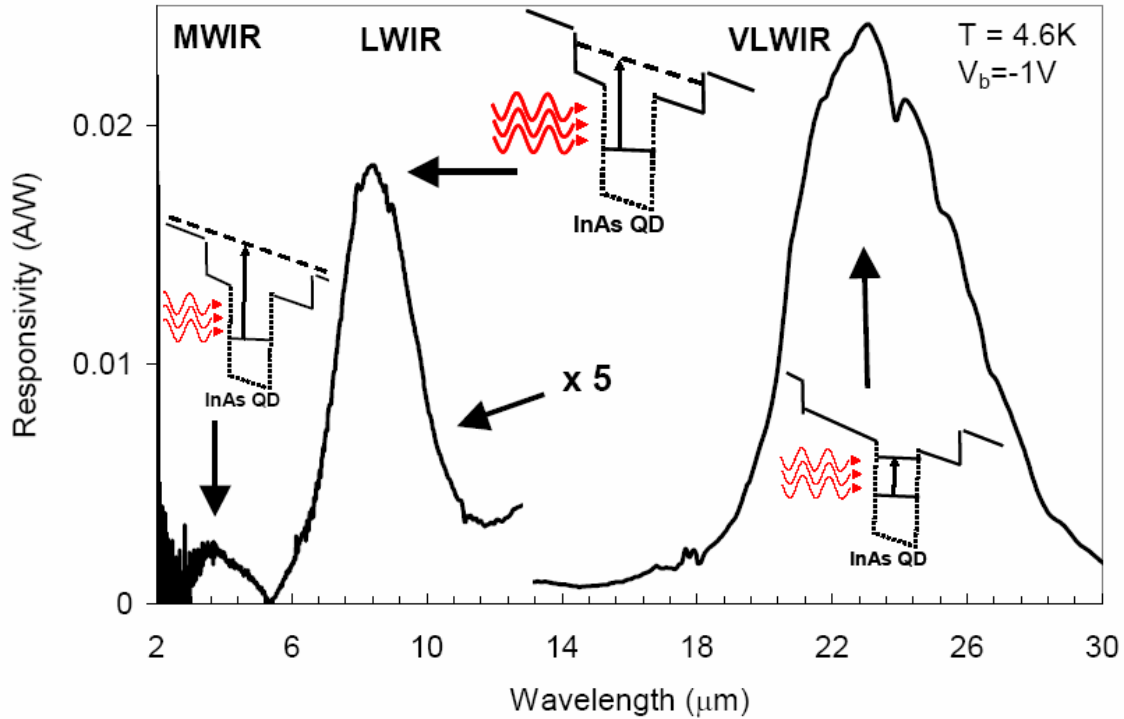 MWIR
LWIR
VLWIR
T = 4.6K
V_b=-1V
InAs QD
InAs QD
x 5
InAs QD
Responsivity (A/W)
0.02
0.01
0
2 6 10 14 18 22 26 30
Wavelength (μm)